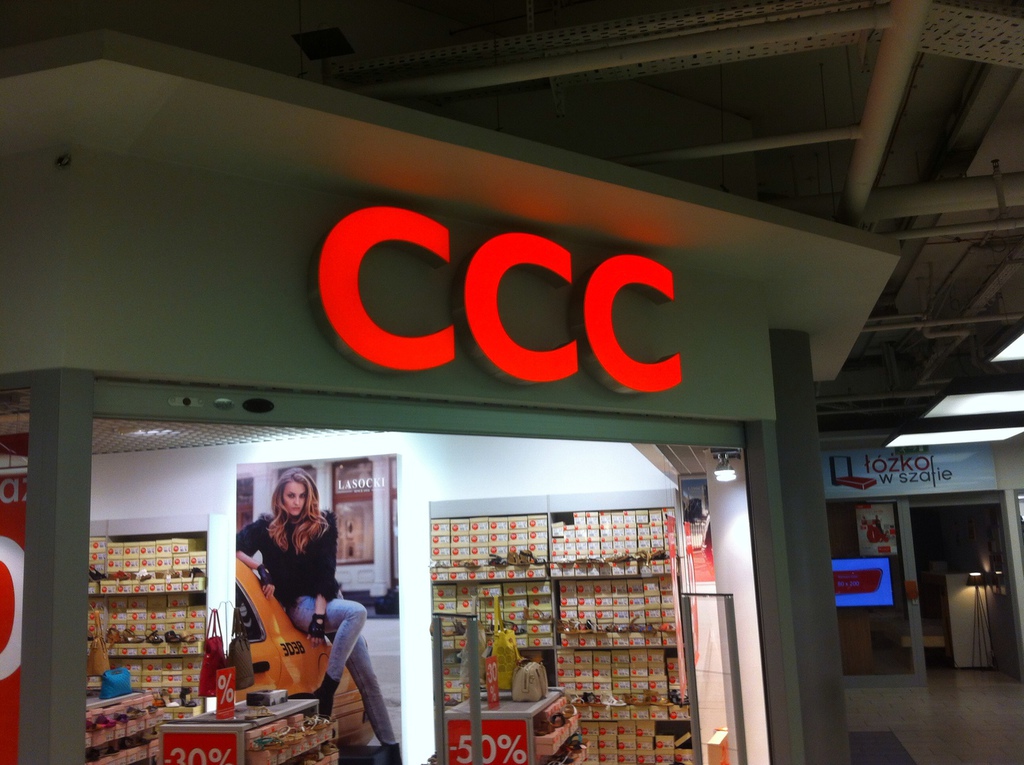 CCC
łóżko
w szafie
LASOCKI
3D38
%
-30%
-50%